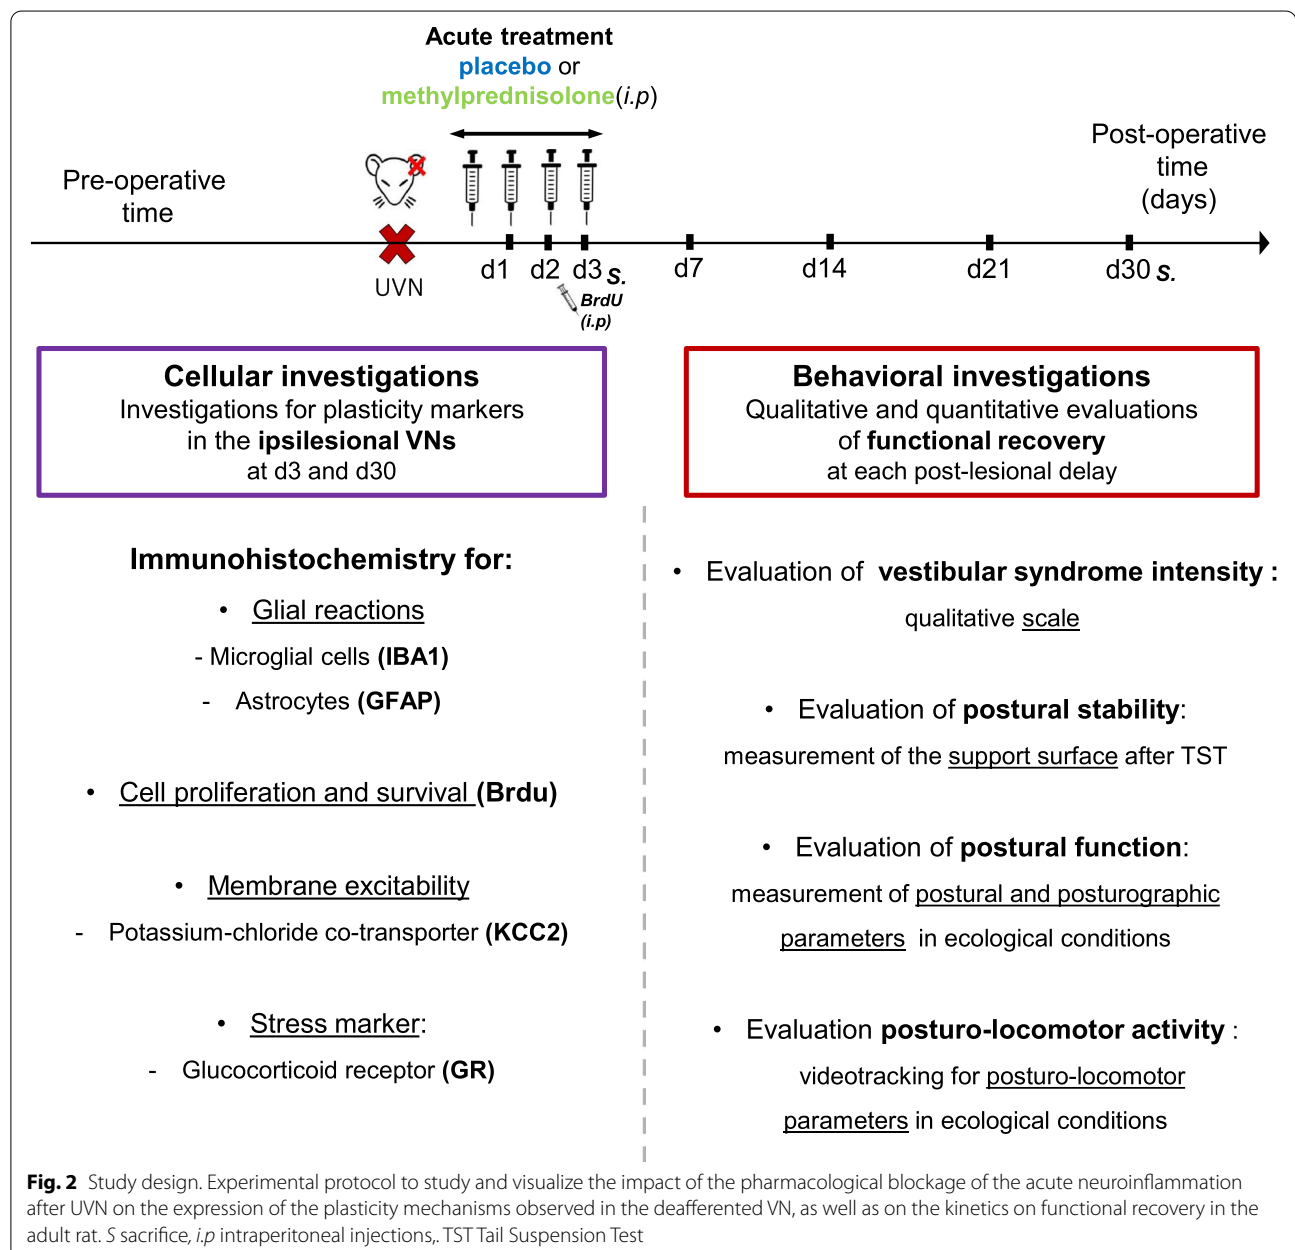 Acute treatment
placebo or
methylprednisolone(i.p)
Pre-operative
time
Post-operative
time
(days)
UVN
d1
d2
d3 S.
d7
d14
d21
d30 S.
BrdU
(i.p)
Cellular investigations
Investigations for plasticity markers
in the ipsilesional VNs
at d3 and d30
Behavioral investigations
Qualitative and quantitative evaluations
of functional recovery
at each post-lesional delay
Immunohistochemistry for:
• Glial reactions
- Microglial cells (IBA1)
- Astrocytes (GFAP)
• Cell proliferation and survival (Brdu)
• Membrane excitability
- Potassium-chloride co-transporter (KCC2)
• Stress marker:
- Glucocorticoid receptor (GR)
• Evaluation of vestibular syndrome intensity :
qualitative scale
• Evaluation of postural stability:
measurement of the support surface after TST
• Evaluation of postural function:
measurement of postural and posturographic
parameters in ecological conditions
• Evaluation posturo-locomotor activity :
videotracking for posturo-locomotor
parameters in ecological conditions
Fig. 2 Study design. Experimental protocol to study and visualize the impact of the pharmacological blockage of the acute neuroinflammation
after UVN on the expression of the plasticity mechanisms observed in the deafferented VN, as well as on the kinetics on functional recovery in the
adult rat. S sacrifice, i.p intraperitoneal injections,. TST Tail Suspension Test